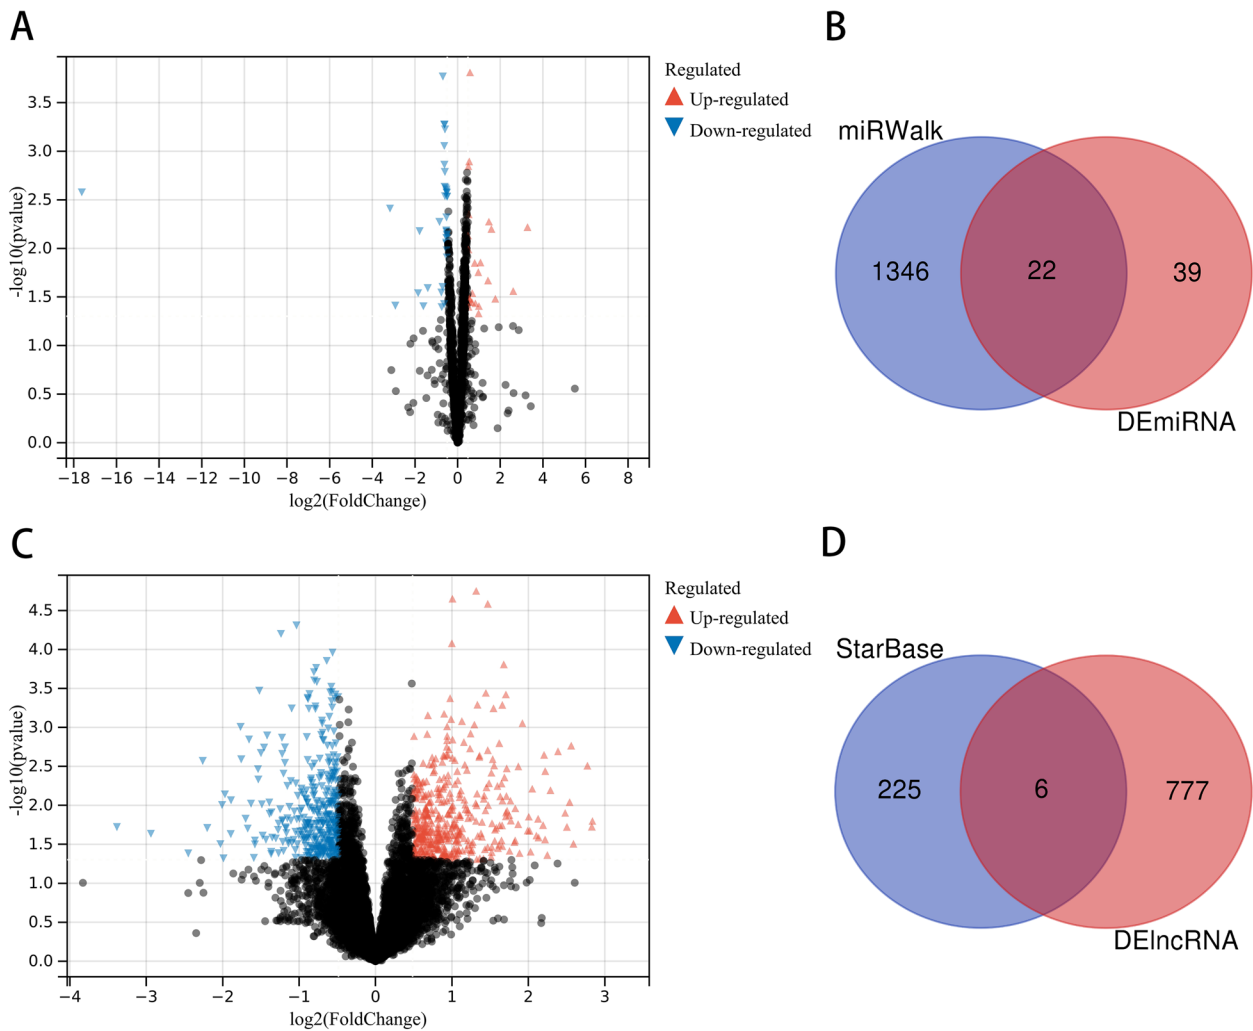 A
-log10(pvalue)
3.5
3.0
2.5
2.0
1.5
1.0
0.5
0.0
−18 −16 −14 −12 −10 −8 −6 −4 −2 0 2 4 6 8
log2(FoldChange)
Regulated
Up-regulated
Down-regulated
B
miRWalk
1346 22 39
DEmiRNA
C
-log10(pvalue)
4.5
4.0
3.5
3.0
2.5
2.0
1.5
1.0
0.5
0.0
−4 −3 −2 −1 0 1 2 3
log2(FoldChange)
Regulated
Up-regulated
Down-regulated
D
StarBase
225 6 777
DElncRNA